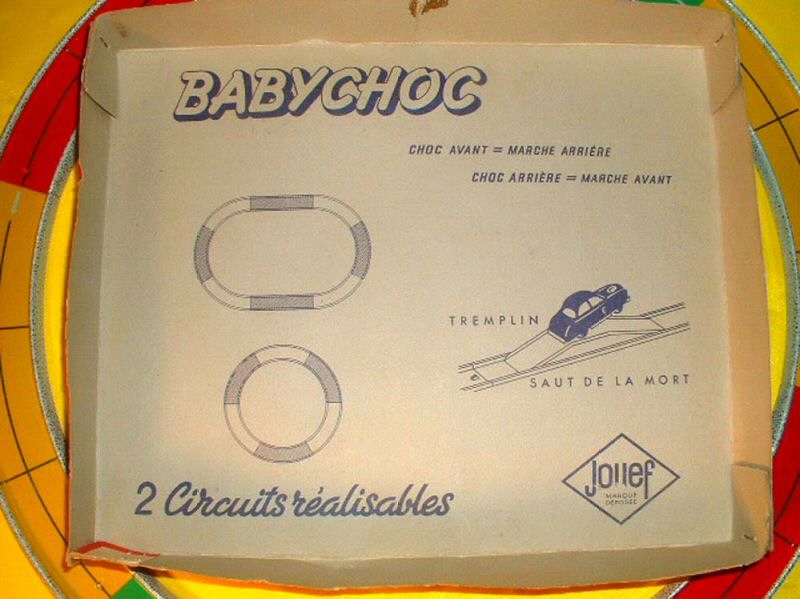 BABYCHOC
CHOC AVANT = MARCHE ARRIÈRE
CHOC ARRIÈRE = MARCHE AVANT
TREMPLIN
SAUT DE LA MORT
2 Circuits réalisables
Jouef
MARQUE
DÉPOSÉE